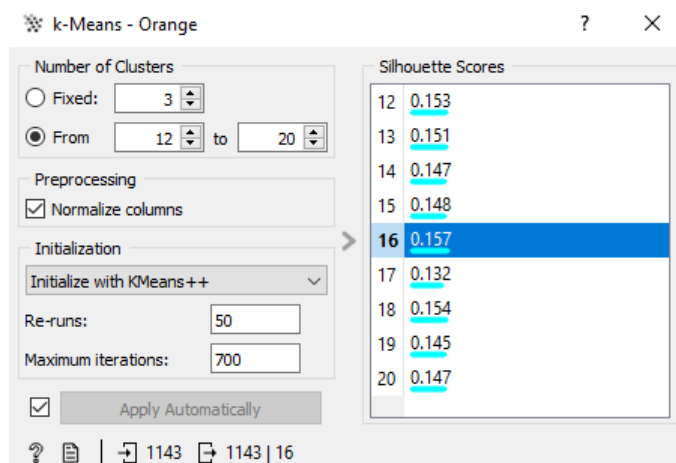 k-Means - Orange ? ×
Number of Clusters
Fixed: 3
From 12 to 20
Preprocessing
Normalize columns
Initialization
Initialize with KMeans++
Re-runs: 50
Maximum iterations: 700
Apply Automatically
? 1143 1143 | 16
>
Silhouette Scores
12 0.153
13 0.151
14 0.147
15 0.148
16 0.157
17 0.132
18 0.154
19 0.145
20 0.147